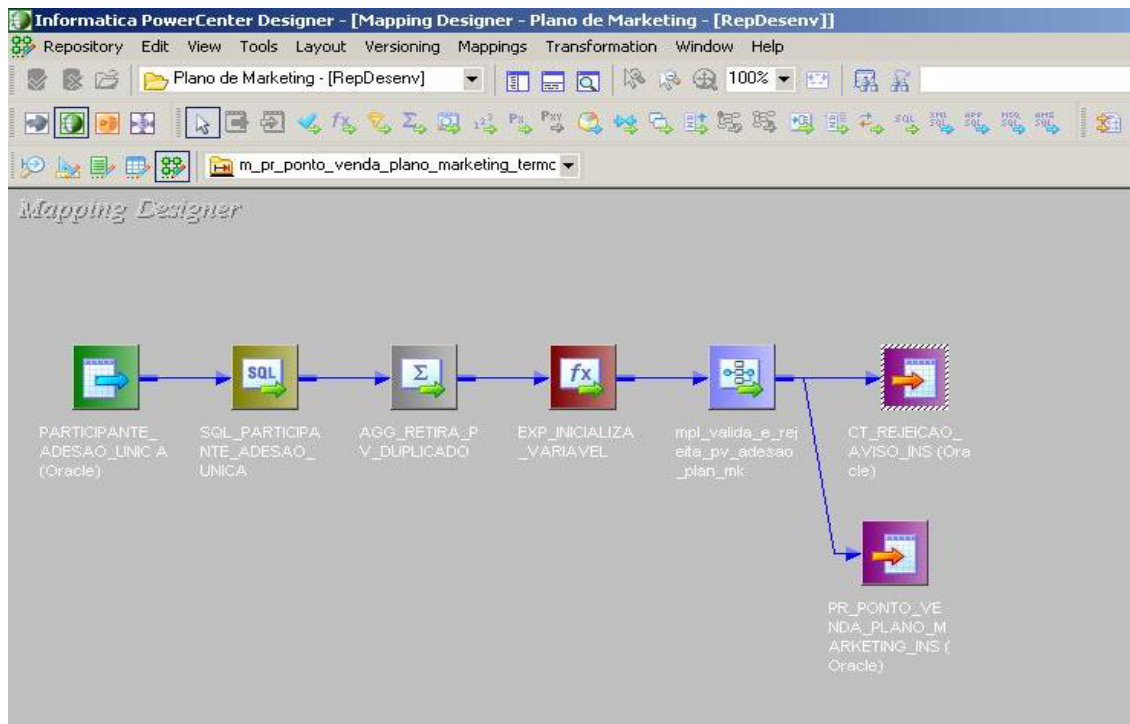 Informatica PowerCenter Designer - [Mapping Designer - Plano de Marketing - [RepDesenv]]
Repository Edit View Tools Layout Versioning Mappings Transformation Window Help
Plano de Marketing - [RepDesenv] 100%
m_pr_ponto_venda_plano_marketing_termc
Mapping Designer
SQL
Σ
fx
PARTICIPANTE_
ADESAO_UNIC A
(Oracle)
SQL_PARTICIPA
NTE_ADESAO_
UNICA
AGG_RETIRA_P
V_DUPLICADO
EXP_INICIALIZA
_VARIAVEL
mpl_valida_e_rej
eita_pv_adesao
_plan_mk
CT_REJEICAO_
AVISO_INS (Ora
cle)
PR_PONTO_VE
NDA_PLANO_M
ARKETING_INS (
Oracle)